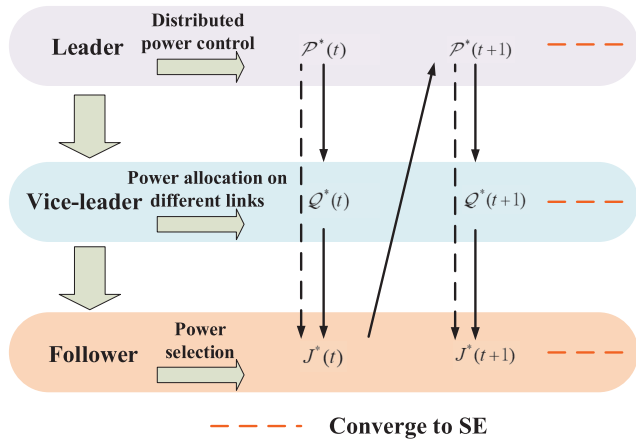 Leader
Distributed
power control
𝒫*(t)
𝒫*(t+1)
Vice-leader
Power allocation on
different links
𝒬*(t)
𝒬*(t+1)
Follower
Power
selection
J*(t)
J*(t+1)
Converge to SE